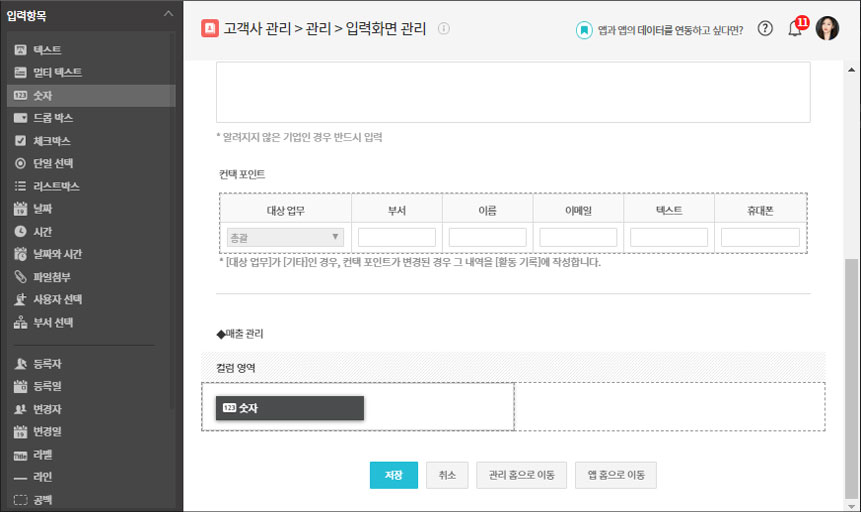 입력항목
텍스트
멀티 텍스트
123 숫자
드롭 박스
체크박스
단일 선택
리스트박스
19 날짜
시간
날짜와 시간
파일첨부
사용자 선택
부서 선택
등록자
등록일
변경자
19 변경일
Title 라벨
라인
공백
고객사 관리 > 관리 > 입력화면 관리
앱과 앱의 데이터를 연동하고 싶다면?
11
* 알려지지 않은 기업인 경우 반드시 입력
컨택 포인트
대상 업무 부서 이름 이메일 텍스트 휴대폰
총괄
* [대상 업무]가 [기타]인 경우, 컨택 포인트가 변경된 경우 그 내역을 [활동 기록]에 작성합니다.
◆매출 관리
컬럼 영역
123 숫자
저장 취소 관리 홈으로 이동 앱 홈으로 이동